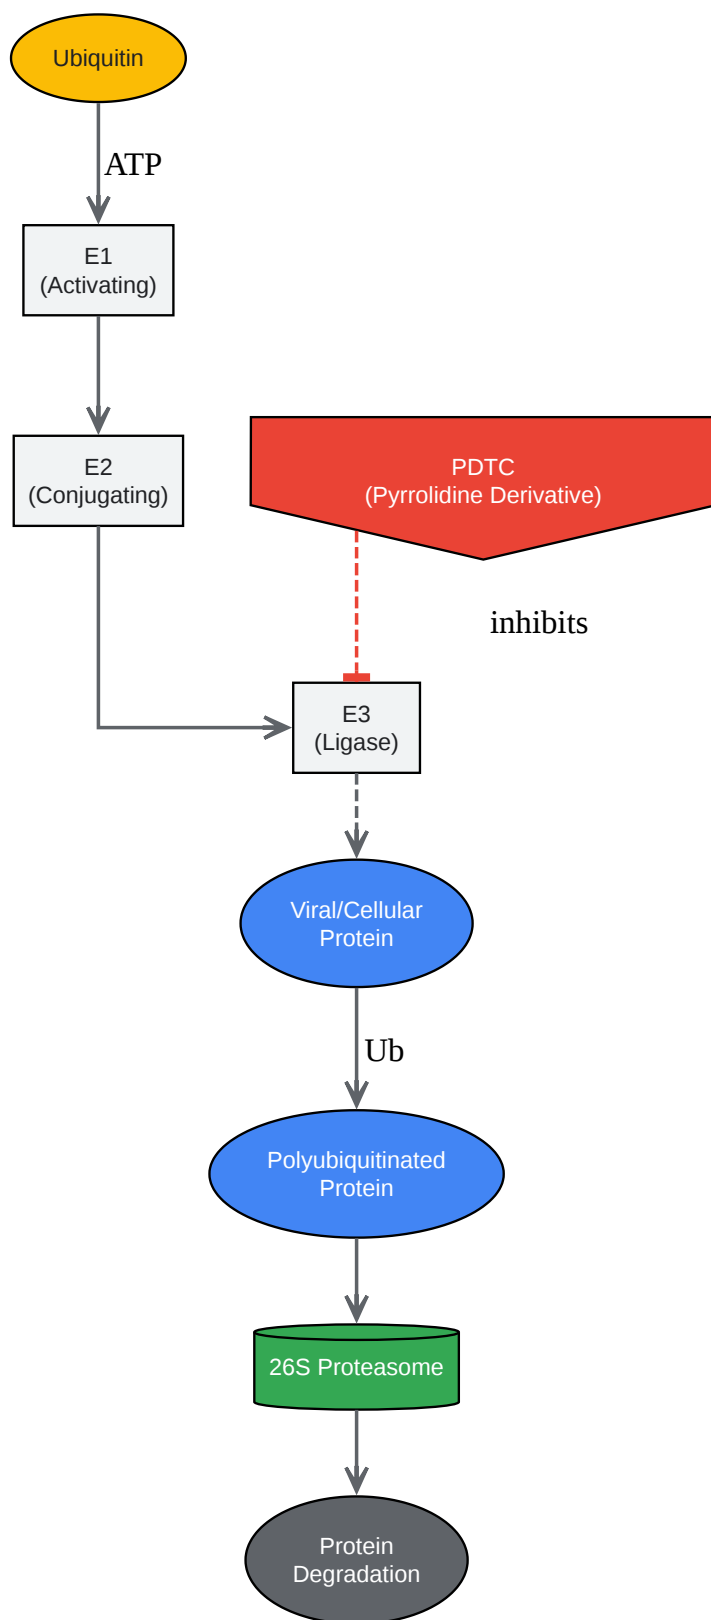 Ubiquitin
ATP
E1
(Activating)
E2
(Conjugating)
PDTC
(Pyrrolidine Derivative)
inhibits
E3
(Ligase)
Viral/Cellular
Protein
Ub
Polyubiquitinated
Protein
26S Proteasome
Protein
Degradation